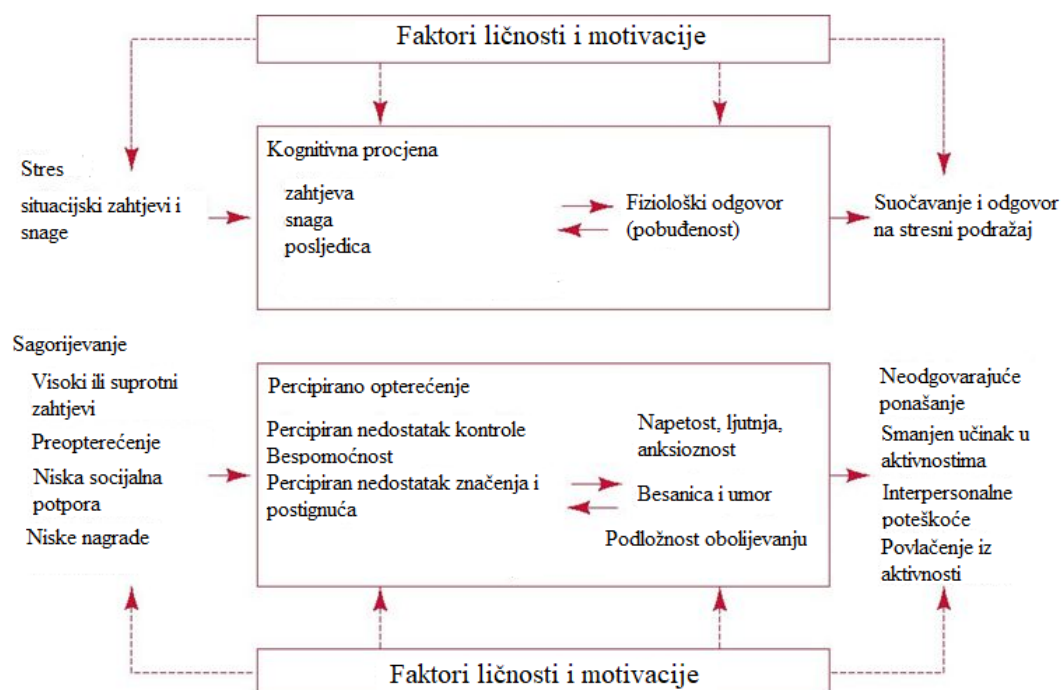 Faktori ličnosti i motivacije
Stres
situacijski zahtjevi i
snage
Kognitivna procjena
zahtjeva
snaga
posljedica
Fiziološki odgovor
(pobuđenost)
Suočavanje i odgovor
na stresni podražaj
Sagorijevanje
Visoki ili suprotni
zahtjevi
Preopterećenje
Niska socijalna
potpora
Niske nagrade
Percipirano opterećenje
Percipiran nedostatak kontrole
Bespomoćnost
Percipiran nedostatak značenja i
postignuća
Napetost, ljutnja,
anksioznost
Besanica i umor
Podložnost obolijevanju
Neodgovarajuće
ponašanje
Smanjen učinak u
aktivnostima
Interpersonalne
poteškoće
Povlačenje iz
aktivnosti
Faktori ličnosti i motivacije